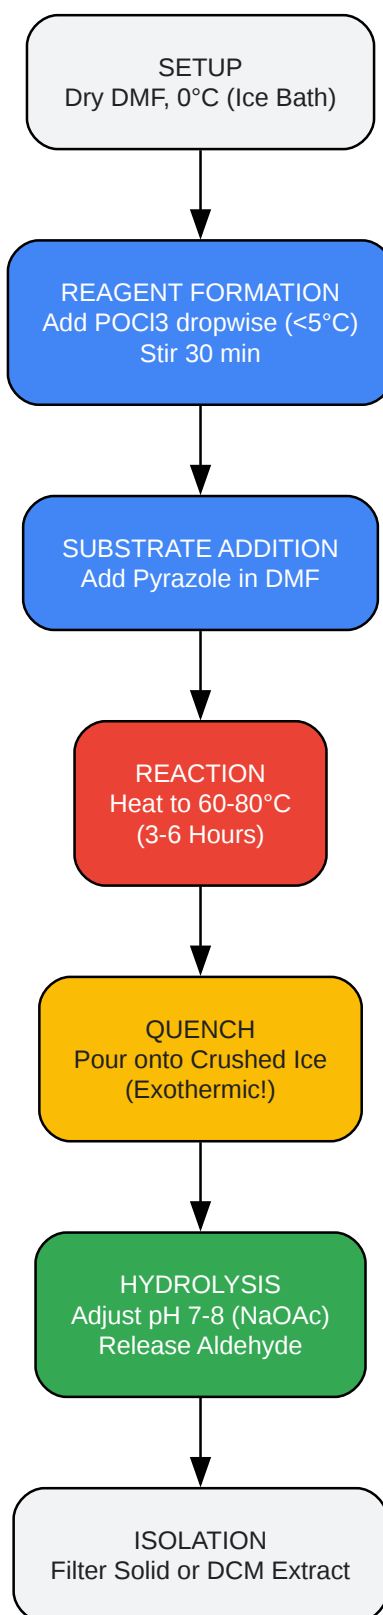 SETUP
Dry DMF, 0°C (Ice Bath)
REAGENT FORMATION
Add POCl3 dropwise (<5°C)
Stir 30 min
SUBSTRATE ADDITION
Add Pyrazole in DMF
REACTION
Heat to 60-80°C
(3-6 Hours)
QUENCH
Pour onto Crushed Ice
(Exothermic!)
HYDROLYSIS
Adjust pH 7-8 (NaOAc)
Release Aldehyde
ISOLATION
Filter Solid or DCM Extract